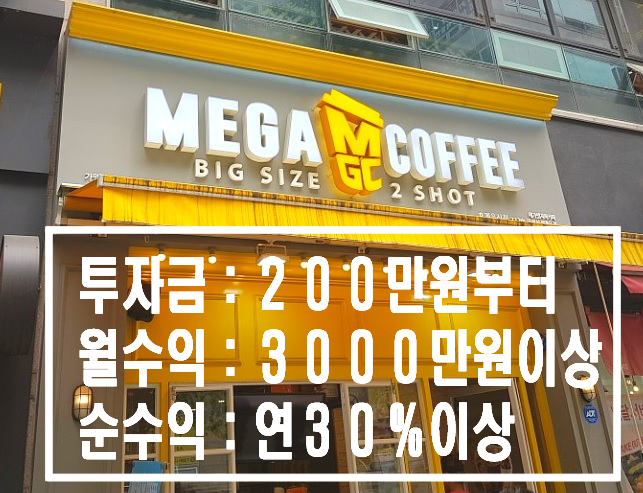 MEGA MGC COFFEE
BIG SIZE 2 SHOT
투자금 : 200만원부터
월수익 : 3000만원이상
순수익 : 연30%이상
ADT